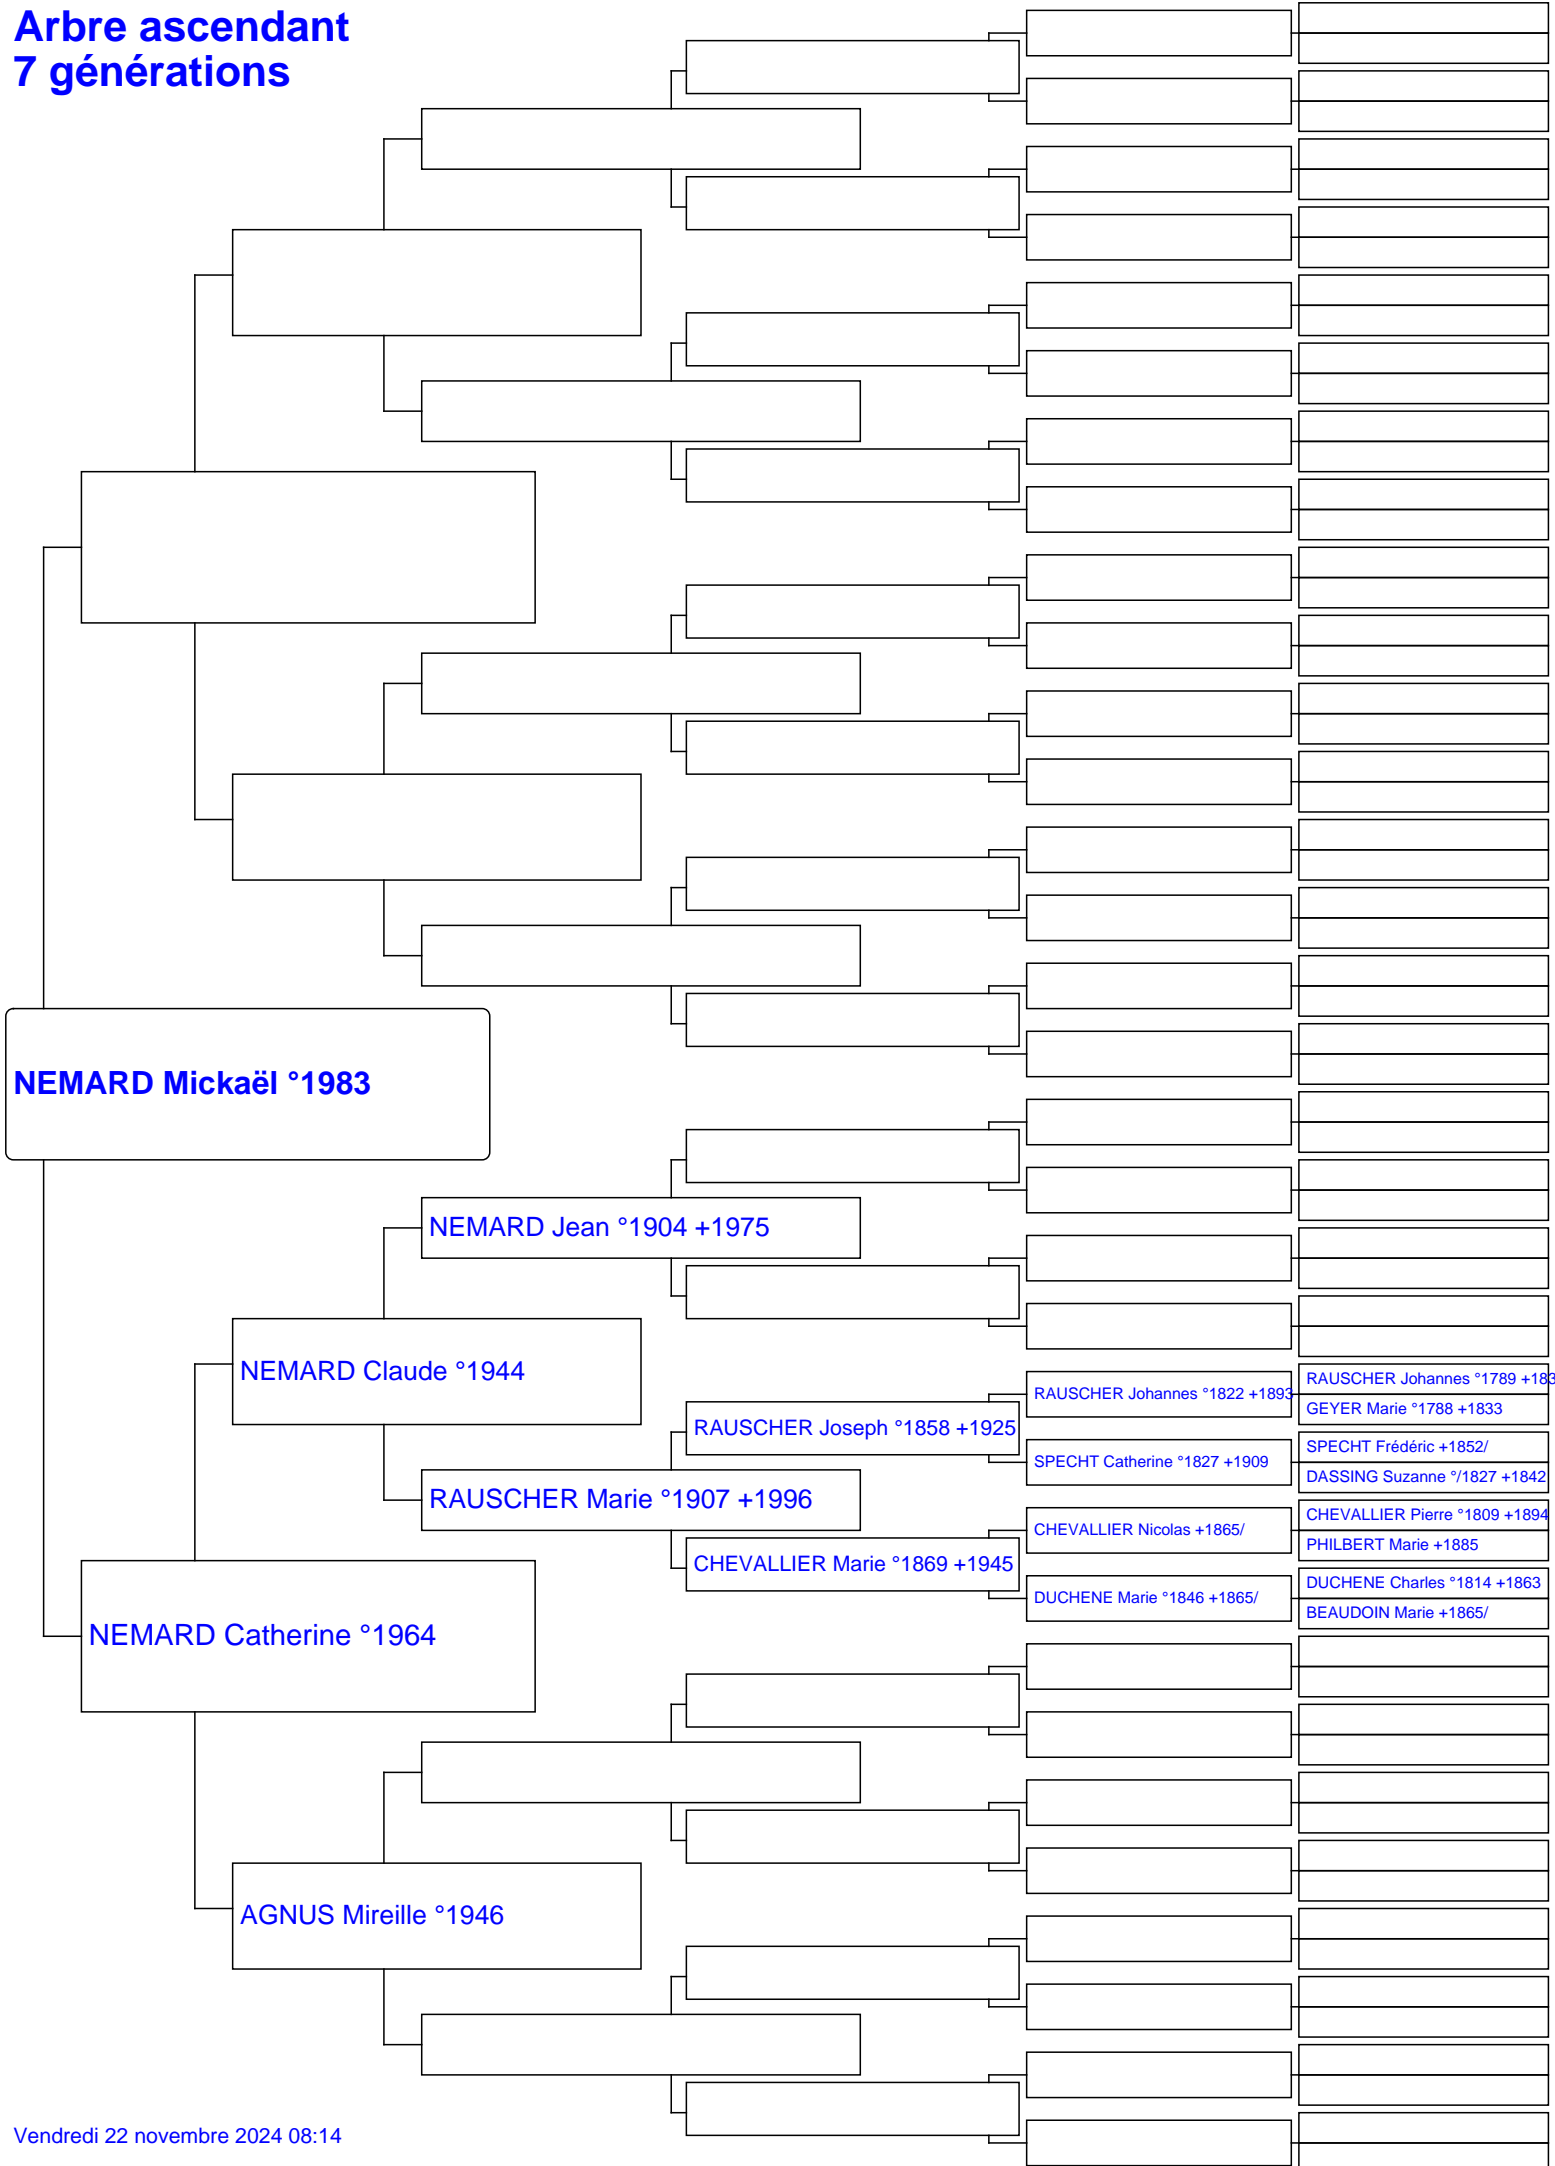 Arbre ascendant
7 générations
NEMARD Mickaël °1983
NEMARD Jean °1904 +1975
NEMARD Claude °1944
RAUSCHER Johannes °1822 +1893
RAUSCHER Johannes °1789 +183
GEYER Marie °1788 +1833
RAUSCHER Joseph °1858 +1925
SPECHT Catherine °1827 +1909
SPECHT Frédéric +1852/
DASSING Suzanne °/1827 +1842
RAUSCHER Marie °1907 +1996
CHEVALLIER Nicolas +1865/
CHEVALLIER Pierre °1809 +1894
PHILBERT Marie +1885
CHEVALLIER Marie °1869 +1945
DUCHENE Marie °1846 +1865/
DUCHENE Charles °1814 +1863
BEAUDOIN Marie +1865/
NEMARD Catherine °1964
AGNUS Mireille °1946
Vendredi 22 novembre 2024 08:14